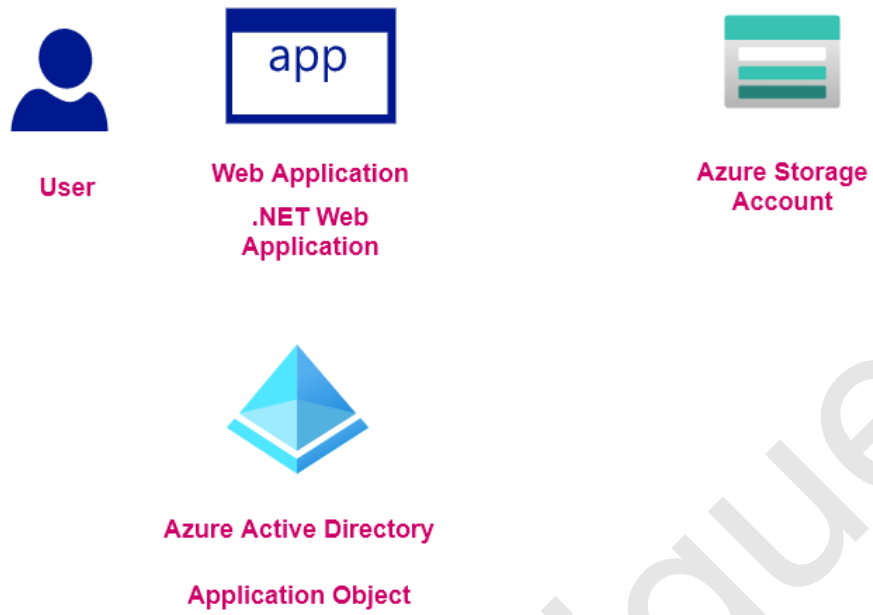 app
User
Web Application
.NET Web
Application
Azure Storage
Account
Azure Active Directory
Application Object